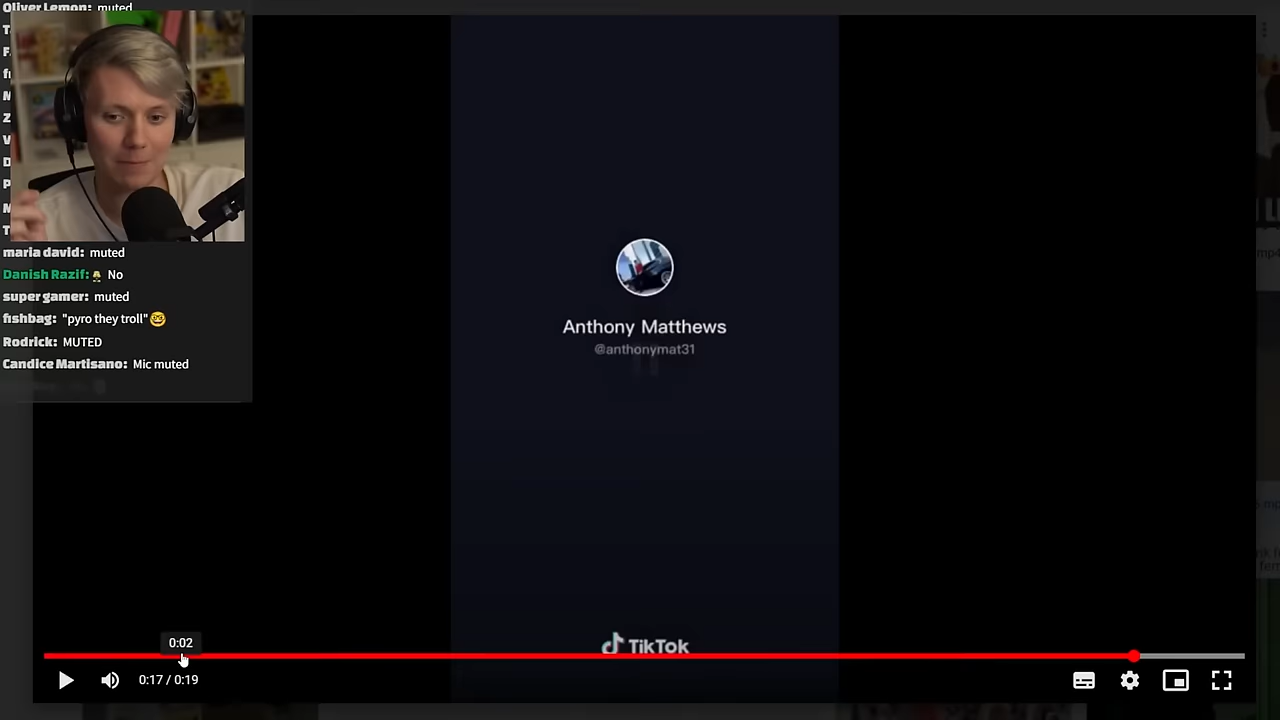 Oliver Lemon: muted
maria david: muted
Danish Razif: No
super gamer: muted
fishbag: "pyro they troll"
Rodrick: MUTED
Candice Martisano: Mic muted
Anthony Matthews
@anthonymat31
TikTok
0:02
0:17 / 0:19